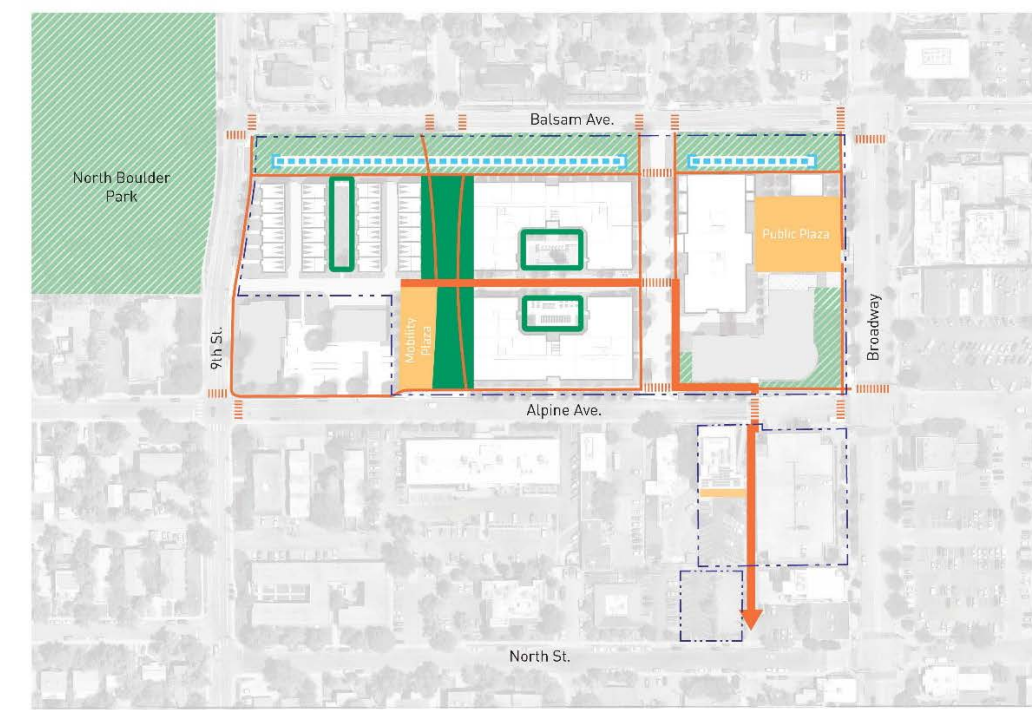 Balsam Ave.
North Boulder
Park
Public Plaza
Mobility
Plaza
9th St.
Broadway
Alpine Ave.
North St.